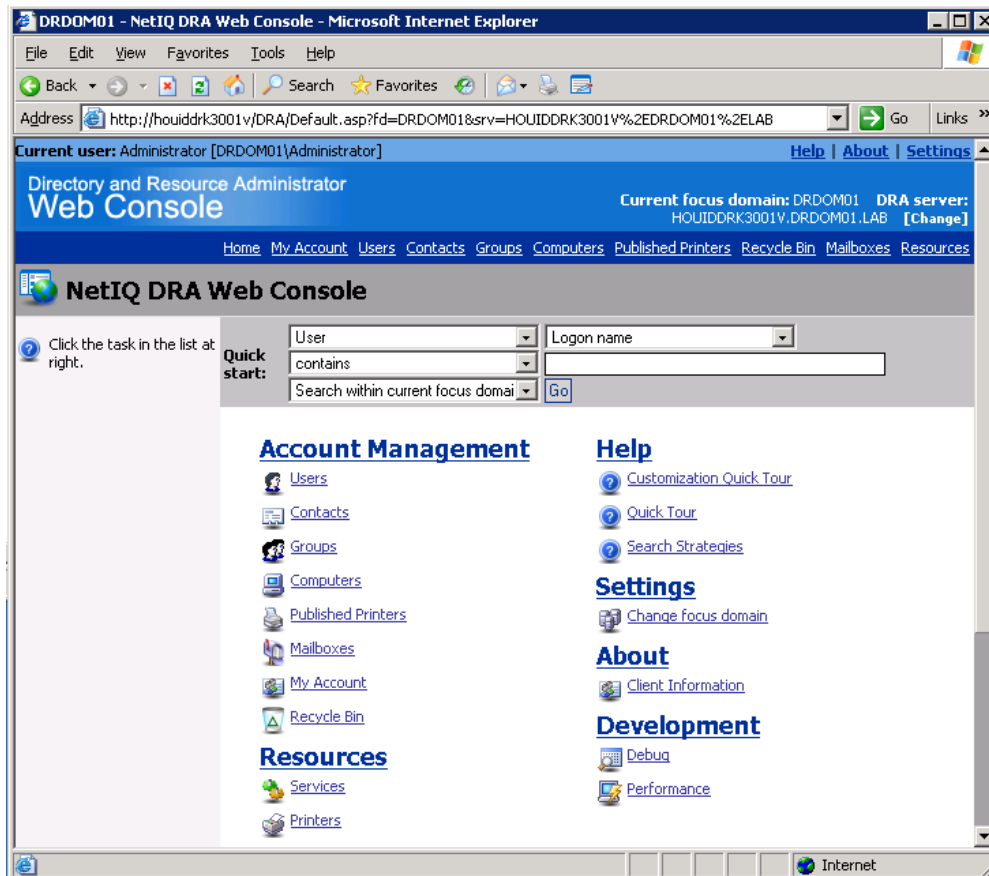 DRDOM01 - NetIQ DRA Web Console - Microsoft Internet Explorer
File Edit View Favorites Tools Help
Back Search Favorites
Address http://houiddrk3001v/DRA/Default.asp?fd=DRDOM01&srv=HOUIDDRK3001V%2EDRDOM01%2ELAB Go Links »
Current user: Administrator [DRDOM01\Administrator] Help | About | Settings
Directory and Resource Administrator
Web Console
Current focus domain: DRDOM01 DRA server:
HOUIDDRK3001V.DRDOM01.LAB [Change]
Home My Account Users Contacts Groups Computers Published Printers Recycle Bin Mailboxes Resources
NetIQ DRA Web Console
Click the task in the list at
right.
Quick
start:
User Logon name
contains
Search within current focus domai Go
Account Management
Users
Contacts
Groups
Computers
Published Printers
Mailboxes
My Account
Recycle Bin
Resources
Services
Printers
Help
Customization Quick Tour
Quick Tour
Search Strategies
Settings
Change focus domain
About
Client Information
Development
Debug
Performance
Internet